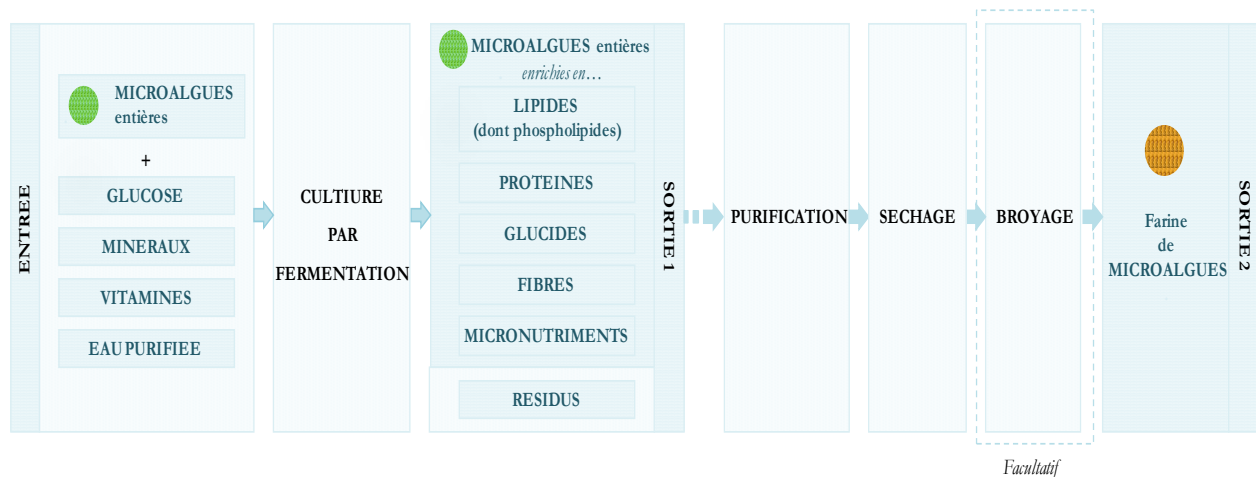 ENTREE
MICROALGUES
entières
+
GLUCOSE
MINERAUX
VITAMINES
EAU PURIFIEE
CULTIURE
PAR
FERMENTATION
MICROALGUES entières
enrichies en…
LIPIDES
(dont phospholipides)
PROTEINES
GLUCIDES
FIBRES
MICRONUTRIMENTS
RESIDUS
SORTIE 1
PURIFICATION
SECHAGE
BROYAGE
Facultatif
Farine
de
MICROALGUES
SORTIE 2